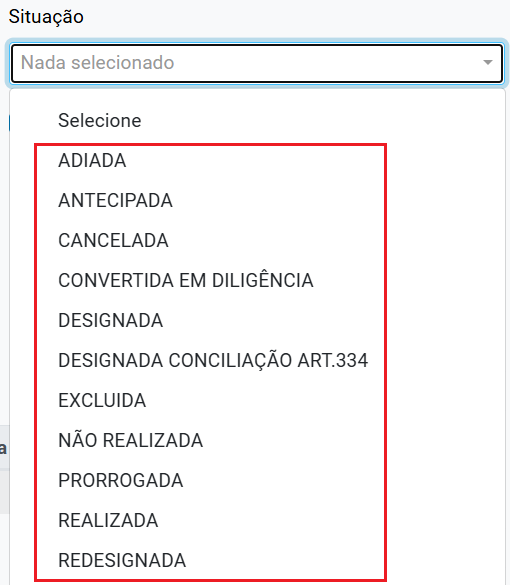 Situação
Nada selecionado
Selecione
ADIADA
ANTECIPADA
CANCELADA
CONVERTIDA EM DILIGÊNCIA
DESIGNADA
DESIGNADA CONCILIAÇÃO ART.334
EXCLUIDA
NÃO REALIZADA
a
PRORROGADA
REALIZADA
REDESIGNADA